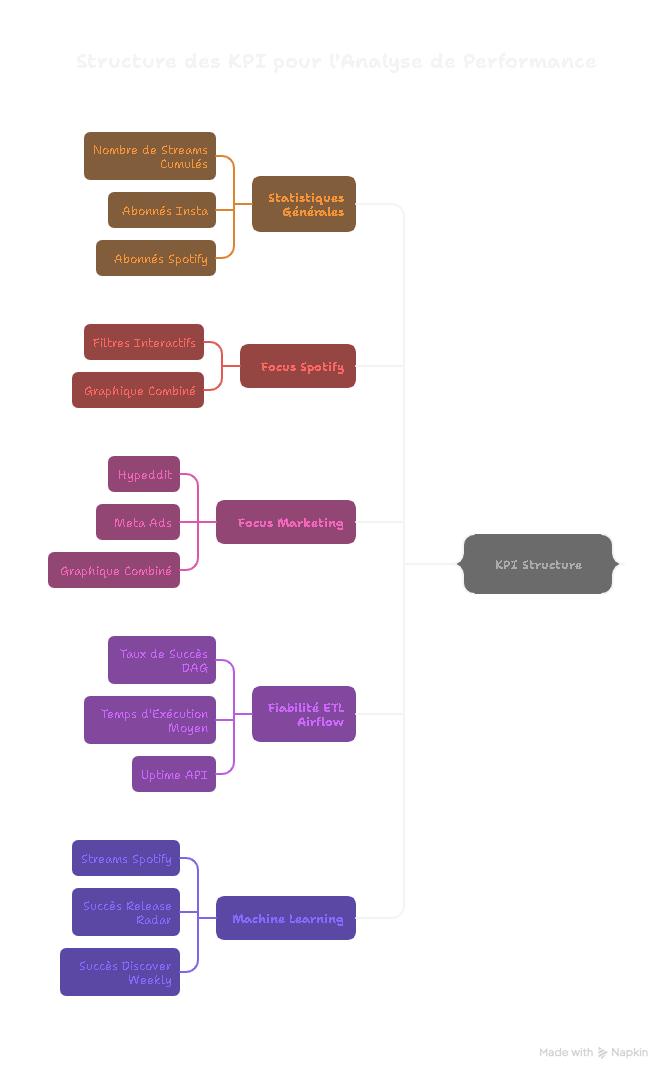 Structure des KPI pour l'Analyse de Performance
Nombre de Streams
Cumulés
Abonnés Insta
Abonnés Spotify
Statistiques
Générales
Filtres Interactifs
Graphique Combiné
Focus Spotify
Hypeddit
Meta Ads
Graphique Combiné
Focus Marketing
KPI Structure
Taux de Succès
DAG
Temps d'Exécution
Moyen
Uptime API
Fiabilité ETL
Airflow
Streams Spotify
Succès Release
Radar
Succès Discover
Weekly
Machine Learning
Made with Napkin